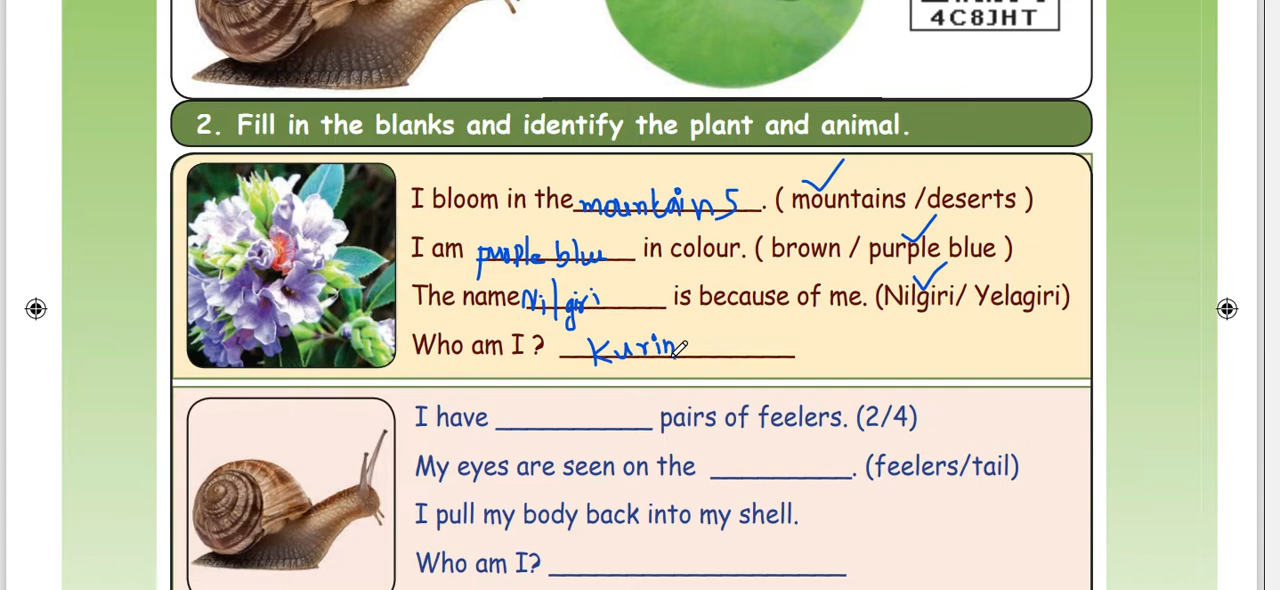 4C8JHT
2. Fill in the blanks and identify the plant and animal.
I bloom in the mountains. ( mountains /deserts )
I am purple blue in colour. ( brown / purple blue )
The name Nilgiri is because of me. (Nilgiri/ Yelagiri)
Who am I ? Kurin
I have ____________ pairs of feelers. (2/4)
My eyes are seen on the ___________. (feelers/tail)
I pull my body back into my shell.
Who am I? _______________________